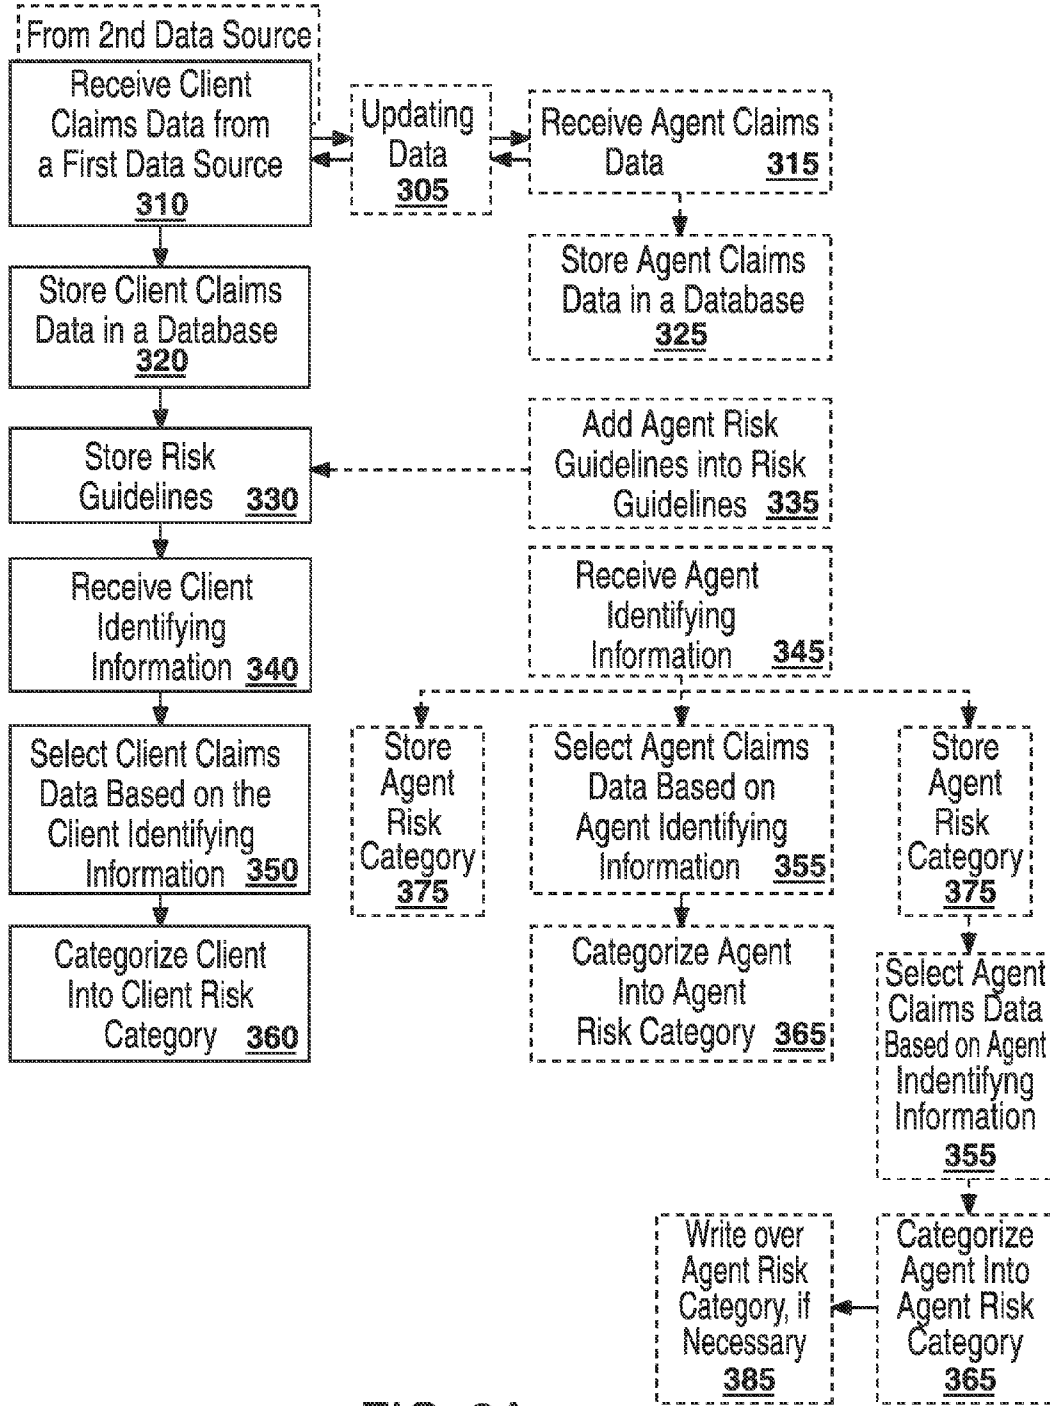 From 2nd Data Source
Receive Client
Claims Data from
a First Data Source
310
Updating
Data
305
Receive Agent Claims
Data 315
Store Client Claims
Data in a Database
320
Store Agent Claims
Data in a Database
325
Store Risk
Guidelines 330
Add Agent Risk
Guidelines into Risk
Guidelines 335
Receive Client
Identifying
Information 340
Receive Agent
Identifying
Information 345
Select Client Claims
Data Based on the
Client Identifying
Information 350
Store
Agent
Risk
Category
375
Select Agent Claims
Data Based on
Agent Identifying
Information 355
Store
Agent
Risk
Category
375
Categorize Client
Into Client Risk
Category 360
Categorize Agent
Into Agent
Risk Category 365
Select Agent
Claims Data
Based on Agent
Indentifyng
Information
355
Write over
Agent Risk
Category, if
Necessary
385
Categorize
Agent Into
Agent Risk
Category
365